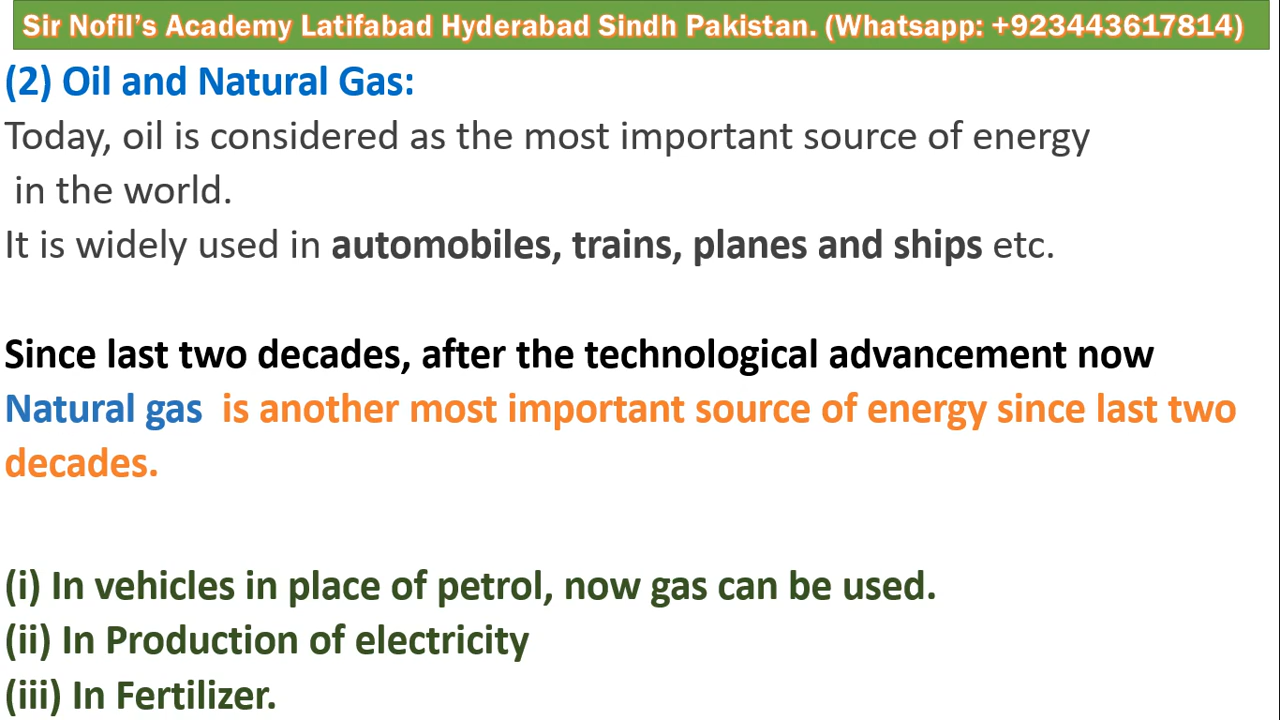 Sir Nofil's Academy Latifabad Hyderabad Sindh Pakistan. (Whatsapp: +923443617814)
(2) Oil and Natural Gas:
Today, oil is considered as the most important source of energy
in the world.
It is widely used in automobiles, trains, planes and ships etc.
Since last two decades, after the technological advancement now
Natural gas is another most important source of energy since last two
decades.
(i) In vehicles in place of petrol, now gas can be used.
(ii) In Production of electricity
(iii) In Fertilizer.